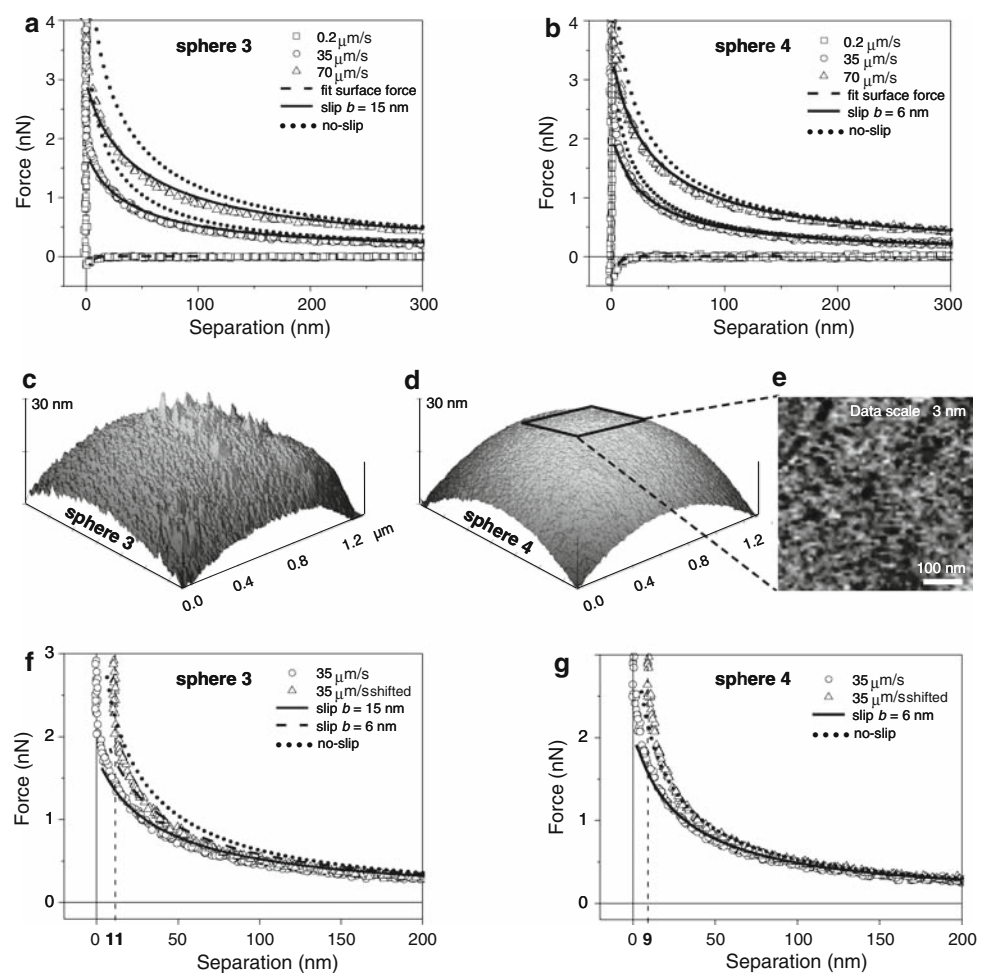 a
sphere 3
0.2 μm/s
35 μm/s
70 μm/s
fit surface force
slip b = 15 nm
no-slip
4
3
2
1
0
Force (nN)
0 100 200 300
Separation (nm)
b
sphere 4
0.2 μm/s
35 μm/s
70 μm/s
fit surface force
slip b = 6 nm
no-slip
4
3
2
1
0
Force (nN)
0 100 200 300
Separation (nm)
c
30 nm
sphere 3
0.0 0.4 0.8 1.2 μm
d
30 nm
sphere 4
0.0 0.4 0.8 1.2
e
Data scale 3 nm
100 nm
f
sphere 3
35 μm/s
35 μm/sshifted
slip b = 15 nm
slip b = 6 nm
no-slip
3
2
1
0
Force (nN)
0 11 50 100 150 200
Separation (nm)
g
sphere 4
35 μm/s
35 μm/sshifted
slip b = 6 nm
no-slip
2
1
0
Force (nN)
0 9 50 100 150 200
Separation (nm)